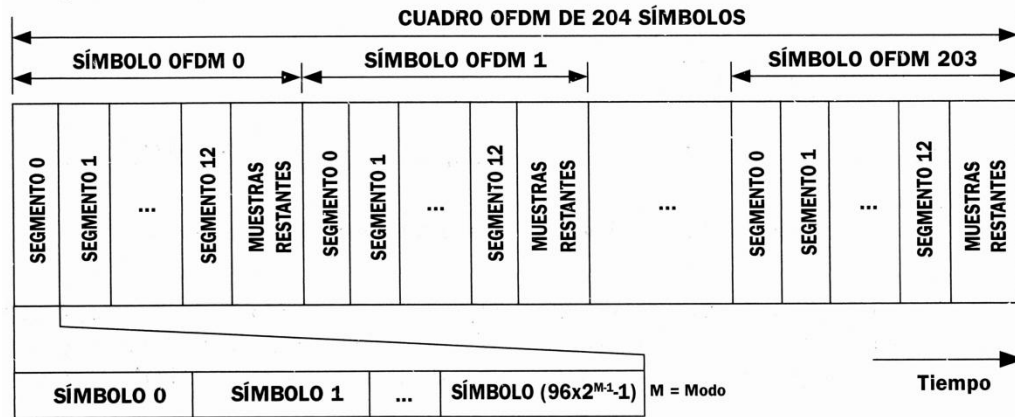 CUADRO OFDM DE 204 SÍMBOLOS
SÍMBOLO OFDM 0
SÍMBOLO OFDM 1
SÍMBOLO OFDM 203
SEGMENTO 0
SEGMENTO 1
...
SEGMENTO 12
MUESTRAS
RESTANTES
SEGMENTO 0
SEGMENTO 1
...
SEGMENTO 12
MUESTRAS
RESTANTES
...
SEGMENTO 0
SEGMENTO 1
...
SEGMENTO 12
MUESTRAS
RESTANTES
SÍMBOLO 0
SÍMBOLO 1
...
SÍMBOLO (96x2^{M-1}-1)
M = Modo
Tiempo